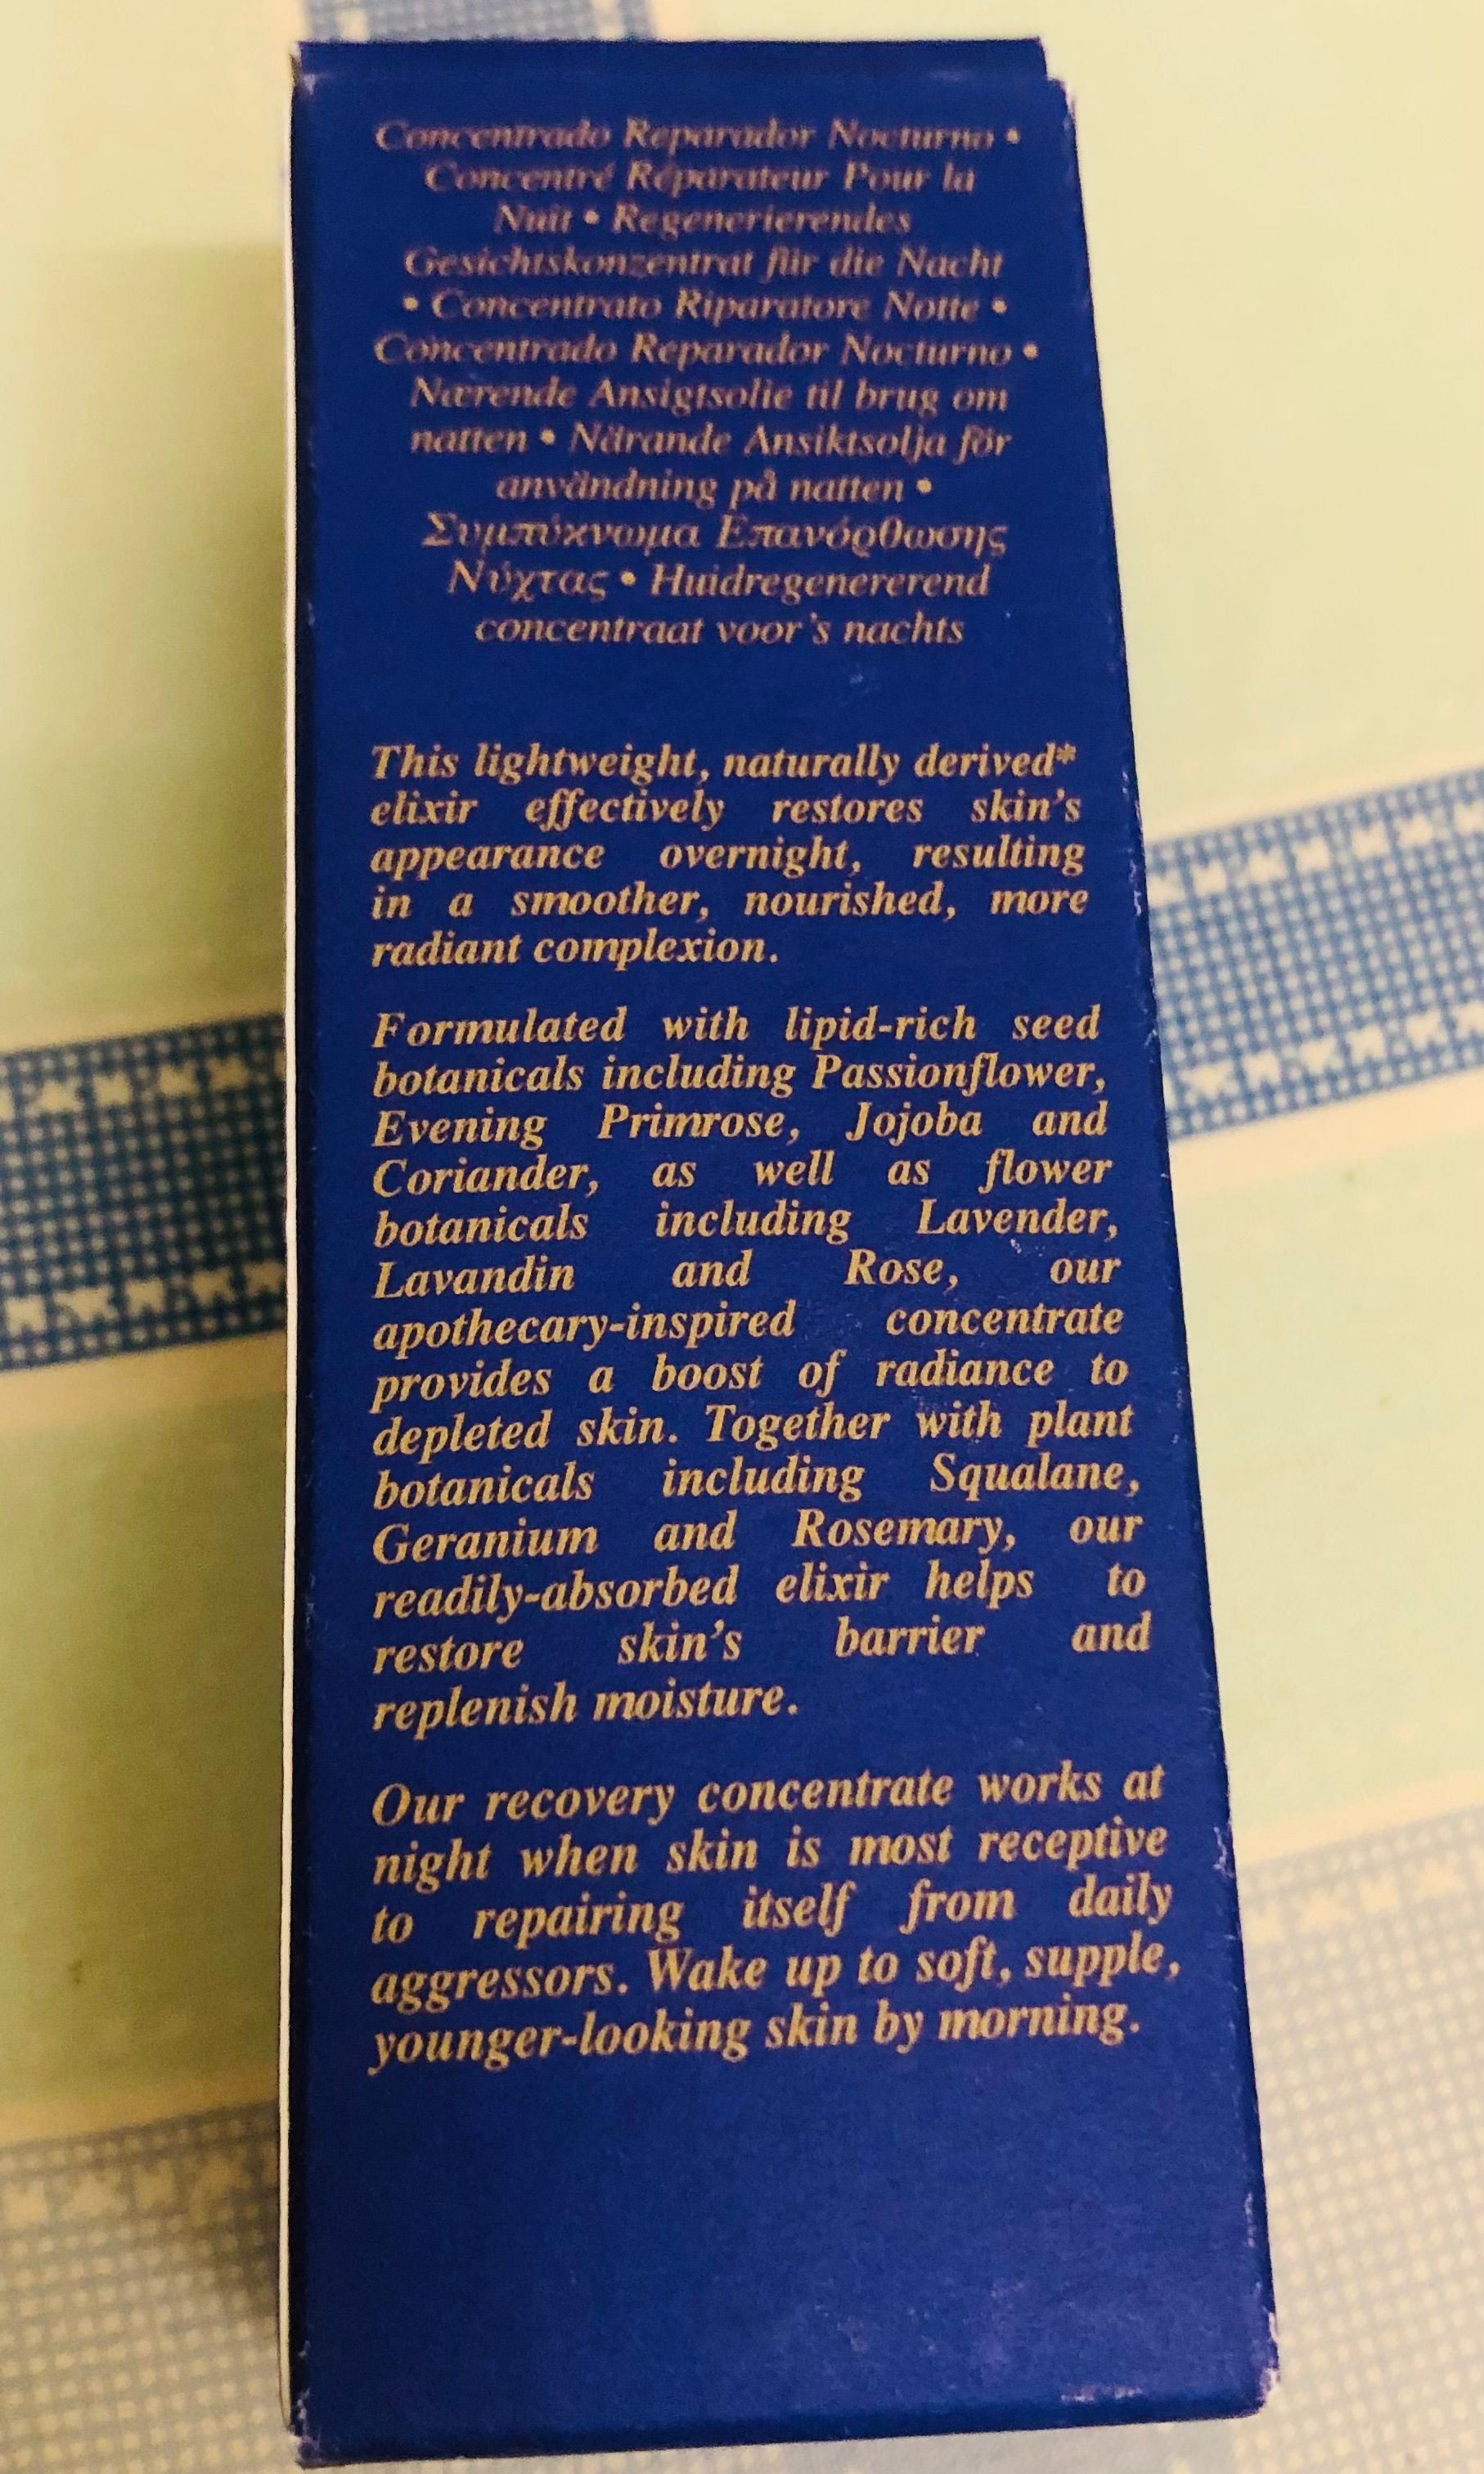 Concentrado Reparador Nocturno •
Concentré Réparateur Pour la
Nuit • Regenerierendes
Gesichtskonzentrat für die Nacht
• Concentrato Riparatore Notte •
Concentrado Reparador Nocturno •
Nærende Ansigtsolie til brug om
natten • Närande Ansiktsolja för
användning på natten •
Συμπύκνωμα Επανόρθωσης
Νύχτας • Huidregenererend
concentraat voor's nachts
This lightweight, naturally derived*
elixir effectively restores skin's
appearance overnight, resulting
in a smoother, nourished, more
radiant complexion.
Formulated with lipid-rich seed
botanicals including Passionflower,
Evening Primrose, Jojoba and
Coriander, as well as flower
botanicals including Lavender,
Lavandin and Rose, our
apothecary-inspired concentrate
provides a boost of radiance to
depleted skin. Together with plant
botanicals including Squalane,
Geranium and Rosemary, our
readily-absorbed elixir helps to
restore skin's barrier and
replenish moisture.
Our recovery concentrate works at
night when skin is most receptive
to repairing itself from daily
aggressors. Wake up to soft, supple,
younger-looking skin by morning.